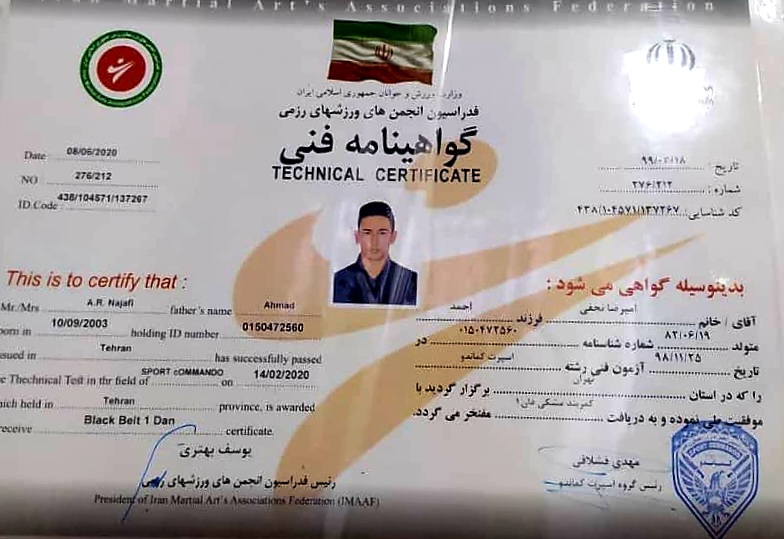 Martial Art's Associations Federation
وزارت ورزش و جوانان جمهوری اسلامی ایران
فدراسیون انجمن های ورزشهای رزمی
گواهینامه فنی
TECHNICAL CERTIFICATE
Date : 08/06/2020
NO : 276/212
ID.Code : 438/104571/137267
تاریخ :
شماره : ۲۷۶/۲۱۲
کد شناسایی: ۴۳۸/۱۰۴۵۷۱/۱۳۷۲۶۷
This is to certify that :
Mr./Mrs A.R. Najafi father's name Ahmad
born in 10/09/2003 holding ID number 0150472560
issued in Tehran has successfully passed
the Thechnical Test in thr field of SPORT cOMMANDO on 14/02/2020
which held in Tehran province, is awarded
receive Black Belt 1 Dan certificate.
بدینوسیله گواهی می شود :
آقای / خانم امیرضا نجفی فرزند احمد
متولد ۸۲/۰۶/۱۹ شماره شناسنامه ۰۱۵۰۴۷۲۵۶۰ در
تاریخ ۹۸/۱۱/۲۵ آزمون فنی رشته اسپرت کماندو
را که در استان تهران برگزار گردید با
موفقیت طی نموده و به دریافت کمربند مشکی دان۱ مفتخر می گردد.
یوسف بهتری
رئیس فدراسیون انجمن های ورزشهای رزمی
President of Iran Martial Art's Associations Federation (IMAAF)
مهدی قشلاقی
رئیس گروه اسپرت کماندو